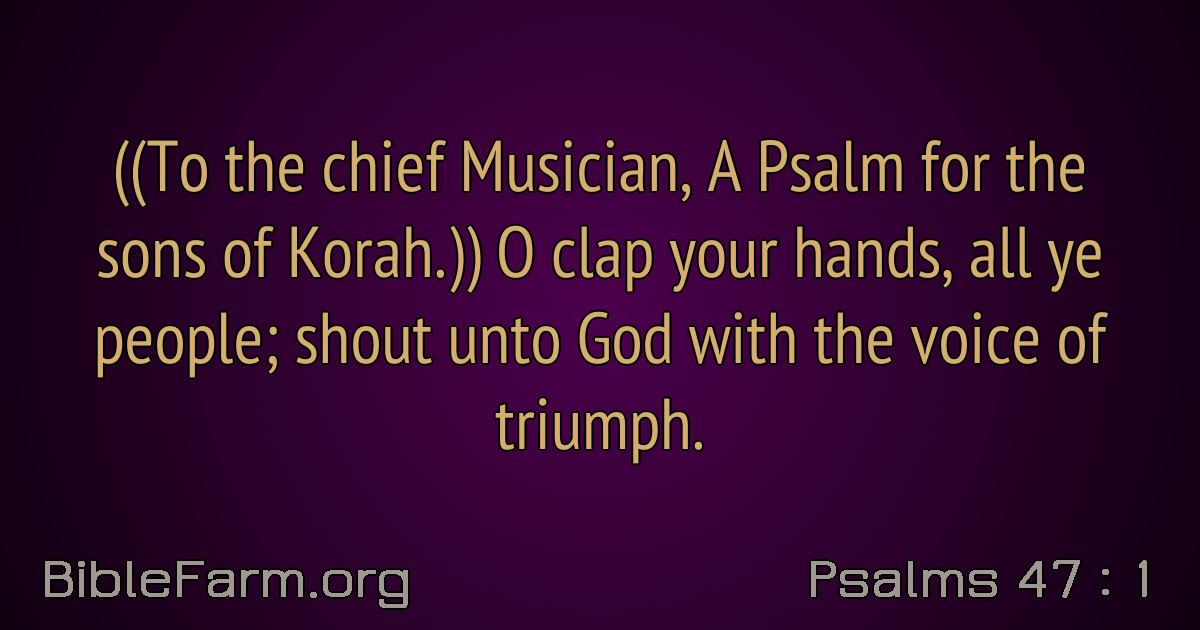 ((To the chief Musician, A Psalm for the
sons of Korah.)) O clap your hands, all ye
people; shout unto God with the voice of
triumph.
BibleFarm.org
Psalms 47 : 1